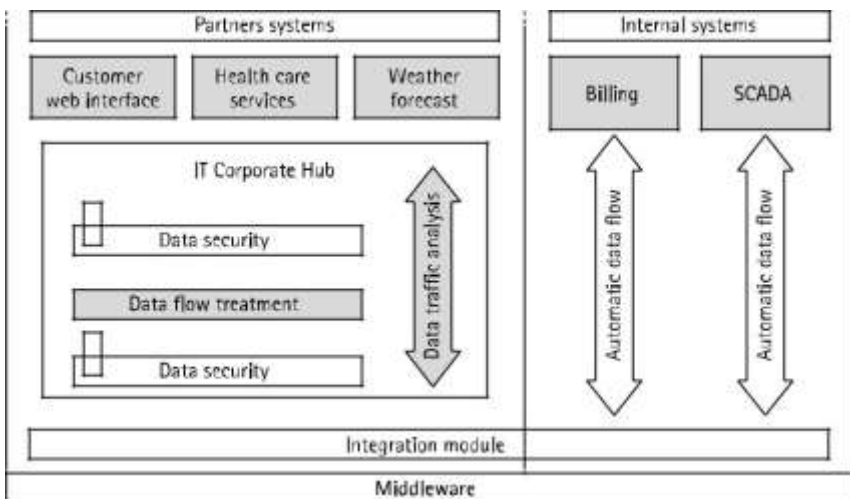 Partners systems
Internal systems
Customer
web interface
Health care
services
Weather
forecast
Billing
SCADA
IT Corporate Hub
Data security
Data flow treatment
Data security
Data traffic analysis
Automatic data flow
Automatic data flow
Integration module
Middleware